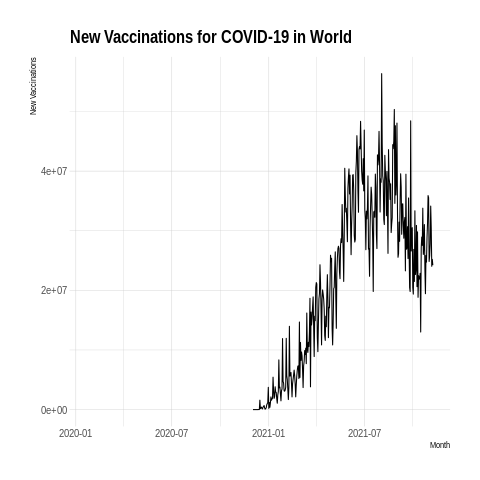 New Vaccinations for COVID-19 in World
New Vaccinations
4e+07
2e+07
0e+00
2020-01 2020-07 2021-01 2021-07
Month